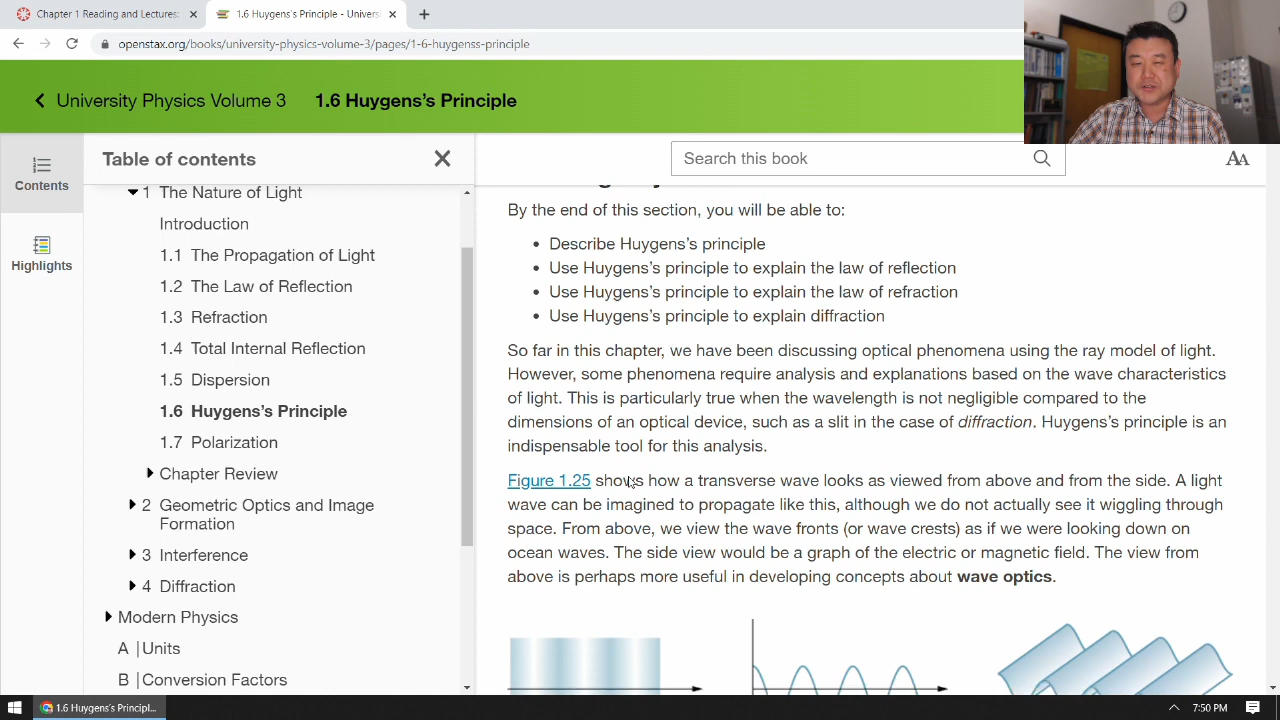 Chapter 1 Reading and Lectures:
1.6 Huygens's Principle - Univers
openstax.org/books/university-physics-volume-3/pages/1-6-huygenss-principle
University Physics Volume 3 1.6 Huygens's Principle
Contents
Highlights
Table of contents
1 The Nature of Light
Introduction
1.1 The Propagation of Light
1.2 The Law of Reflection
1.3 Refraction
1.4 Total Internal Reflection
1.5 Dispersion
1.6 Huygens's Principle
1.7 Polarization
Chapter Review
2 Geometric Optics and Image
Formation
3 Interference
4 Diffraction
Modern Physics
A | Units
B | Conversion Factors
Search this book
AA
By the end of this section, you will be able to:
• Describe Huygens's principle
• Use Huygens's principle to explain the law of reflection
• Use Huygens's principle to explain the law of refraction
• Use Huygens's principle to explain diffraction
So far in this chapter, we have been discussing optical phenomena using the ray model of light.
However, some phenomena require analysis and explanations based on the wave characteristics
of light. This is particularly true when the wavelength is not negligible compared to the
dimensions of an optical device, such as a slit in the case of diffraction. Huygens's principle is an
indispensable tool for this analysis.
Figure 1.25 shows how a transverse wave looks as viewed from above and from the side. A light
wave can be imagined to propagate like this, although we do not actually see it wiggling through
space. From above, we view the wave fronts (or wave crests) as if we were looking down on
ocean waves. The side view would be a graph of the electric or magnetic field. The view from
above is perhaps more useful in developing concepts about wave optics.
1.6 Huygens's Principl...
7:50 PM